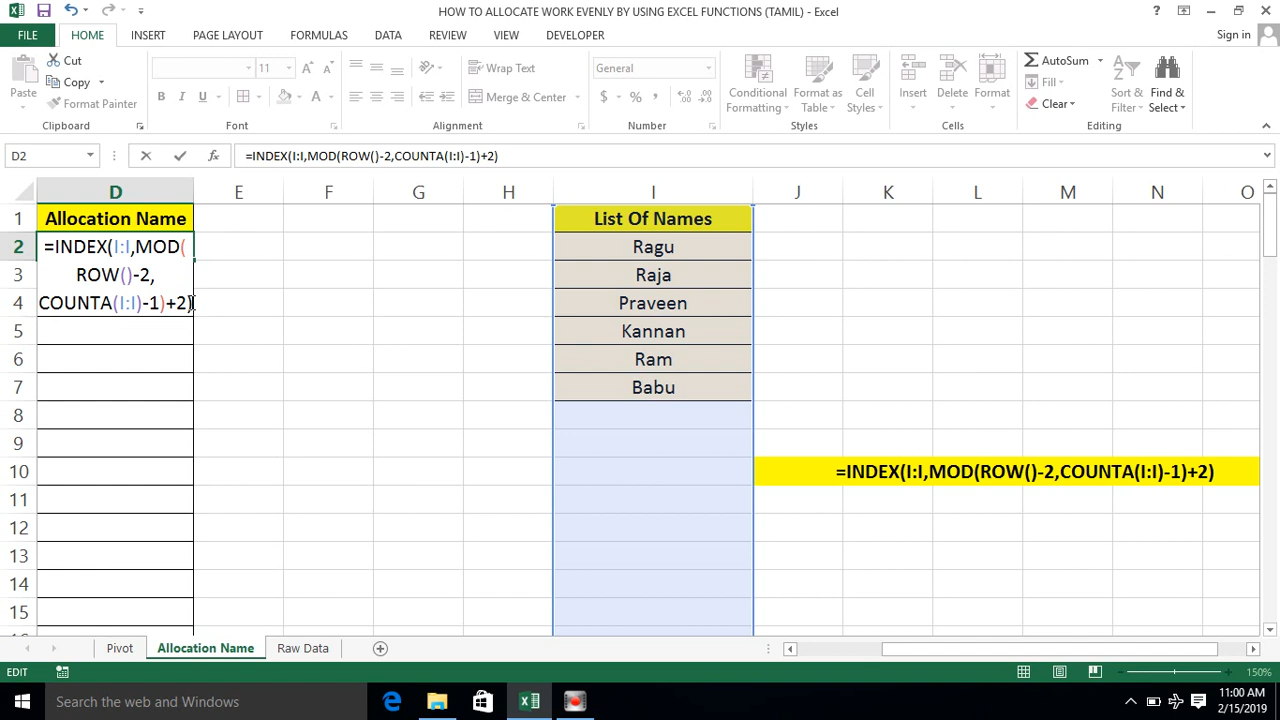 HOW TO ALLOCATE WORK EVENLY BY USING EXCEL FUNCTIONS (TAMIL) - Excel
FILE HOME INSERT PAGE LAYOUT FORMULAS DATA REVIEW VIEW DEVELOPER Sign in
Paste Cut Copy Format Painter
11
B I U
Wrap Text
Merge & Center
General
$ %
Conditional Formatting
Format as Table
Cell Styles
Insert Delete Format
AutoSum
Fill
Clear
Sort & Filter
Find & Select
Clipboard Font Alignment Number Styles Cells Editing
D2 fx =INDEX(I:I,MOD(ROW()-2,COUNTA(I:I)-1)+2)
D E F G H I J K L M N O
1 Allocation Name List Of Names
2 =INDEX(I:I,MOD( Ragu
3 ROW()-2, Raja
4 COUNTA(I:I)-1)+2) Praveen
5 Kannan
6 Ram
7 Babu
8
9
10 =INDEX(I:I,MOD(ROW()-2,COUNTA(I:I)-1)+2)
11
12
13
14
15
Pivot Allocation Name Raw Data
EDIT 150%
Search the web and Windows
11:00 AM
2/15/2019